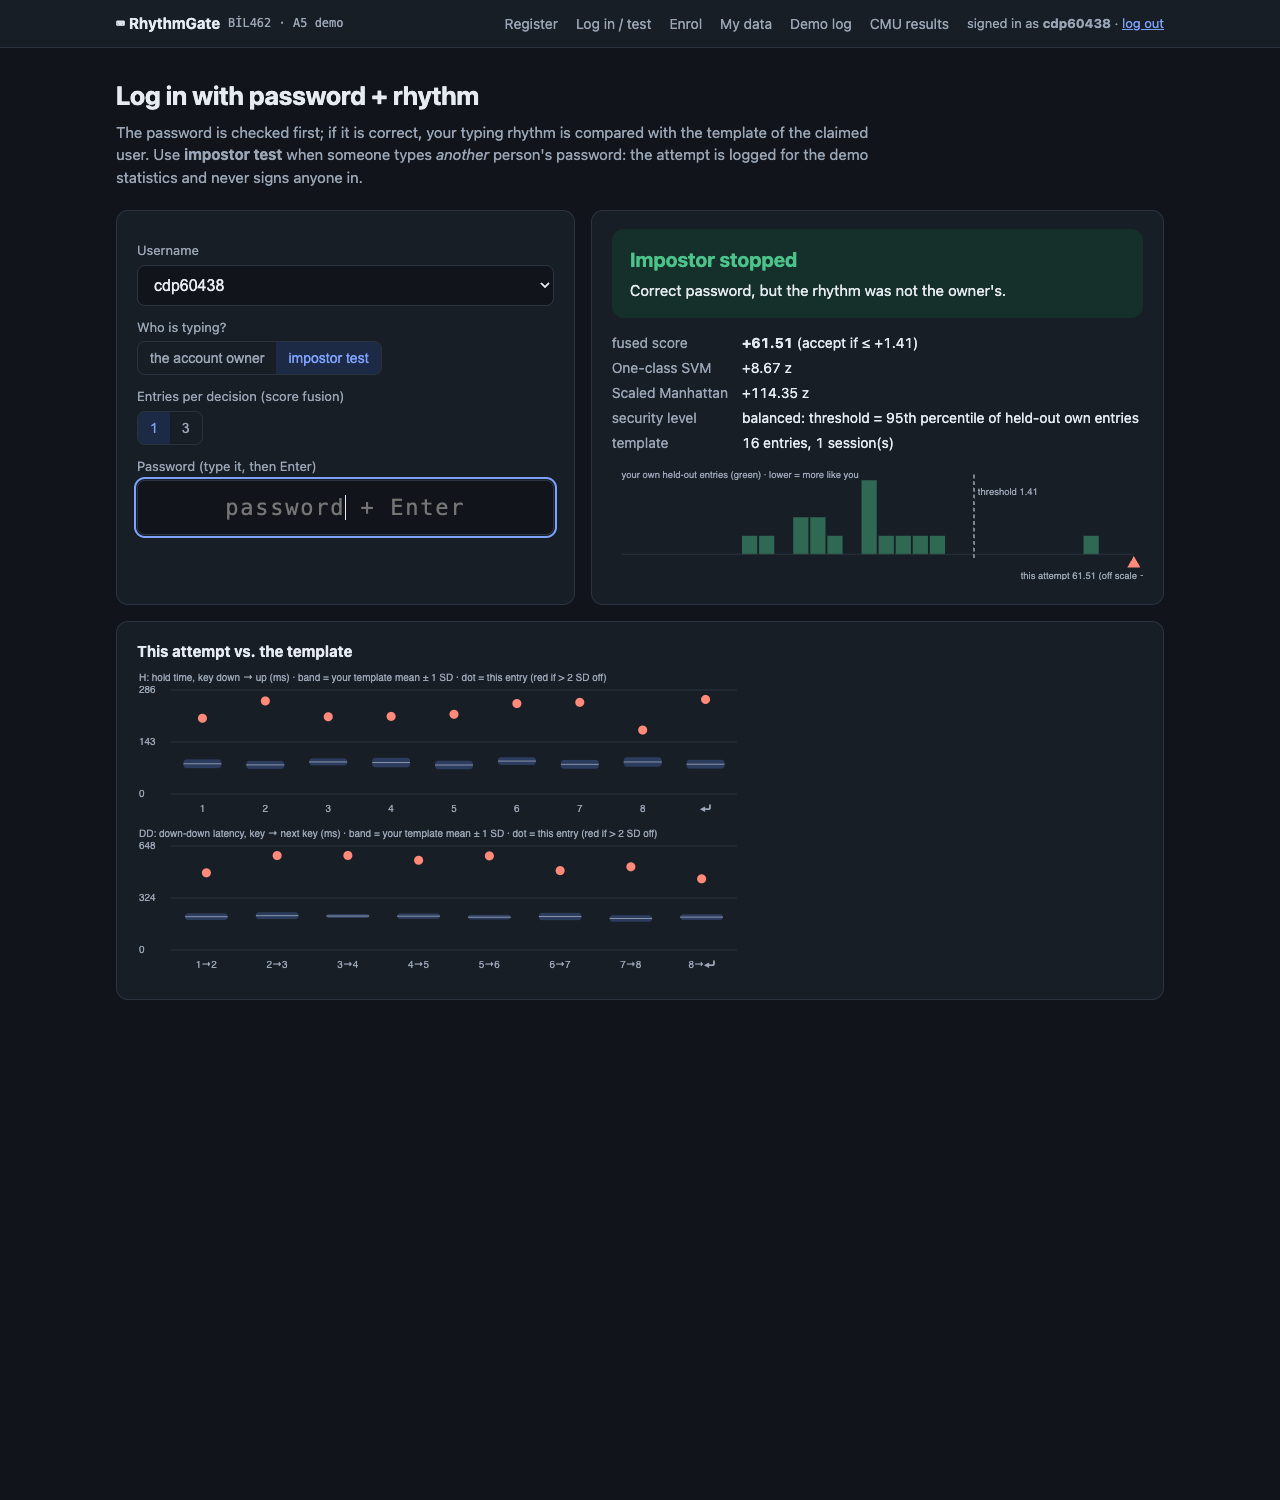 RhythmGate BİL462 · A5 demo
Register Log in / test Enrol My data Demo log CMU results signed in as cdp60438 · log out
Log in with password + rhythm
The password is checked first; if it is correct, your typing rhythm is compared with the template of the claimed
user. Use impostor test when someone types another person's password: the attempt is logged for the demo
statistics and never signs anyone in.
Username
cdp60438
Who is typing?
the account owner impostor test
Entries per decision (score fusion)
1 3
Password (type it, then Enter)
password + Enter
Impostor stopped
Correct password, but the rhythm was not the owner's.
fused score +61.51 (accept if ≤ +1.41)
One-class SVM +8.67 z
Scaled Manhattan +114.35 z
security level balanced: threshold = 95th percentile of held-out own entries
template 16 entries, 1 session(s)
your own held-out entries (green) · lower = more like you
threshold 1.41
this attempt 61.51 (off scale -
This attempt vs. the template
H: hold time, key down → up (ms) · band = your template mean ± 1 SD · dot = this entry (red if > 2 SD off)
286
143
0
1 2 3 4 5 6 7 8 ↵
DD: down-down latency, key → next key (ms) · band = your template mean ± 1 SD · dot = this entry (red if > 2 SD off)
648
324
0
1→2 2→3 3→4 4→5 5→6 6→7 7→8 8→↵